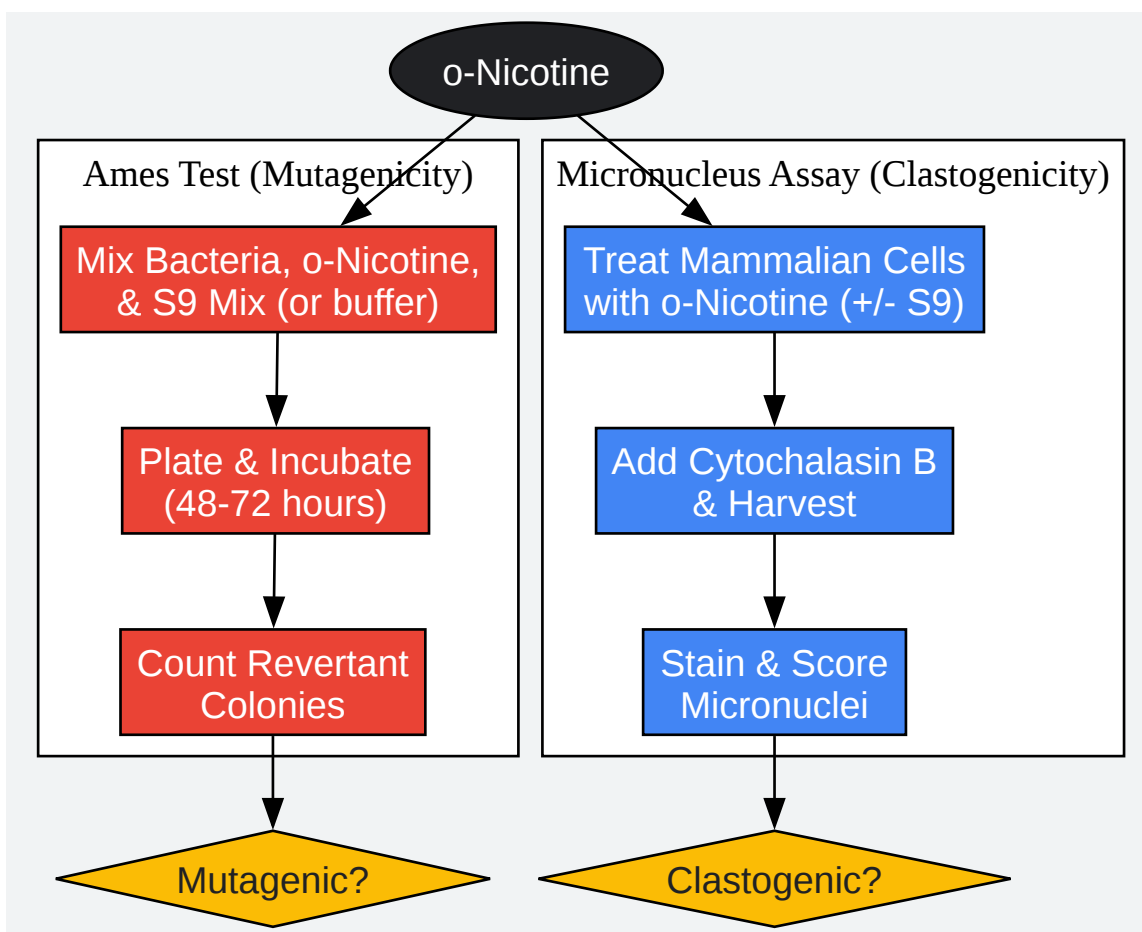 o-Nicotine
Ames Test (Mutagenicity)
Mix Bacteria, o-Nicotine,
& S9 Mix (or buffer)
Plate & Incubate
(48-72 hours)
Count Revertant
Colonies
Mutagenic?
Micronucleus Assay (Clastogenicity)
Treat Mammalian Cells
with o-Nicotine (+/- S9)
Add Cytochalasin B
& Harvest
Stain & Score
Micronuclei
Clastogenic?